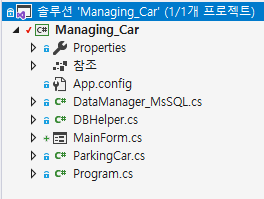 솔루션 'Managing_Car' (1/1개 프로젝트)
Managing_Car
Properties
참조
App.config
C# DataManager_MsSQL.cs
C# DBHelper.cs
MainForm.cs
C# ParkingCar.cs
C# Program.cs